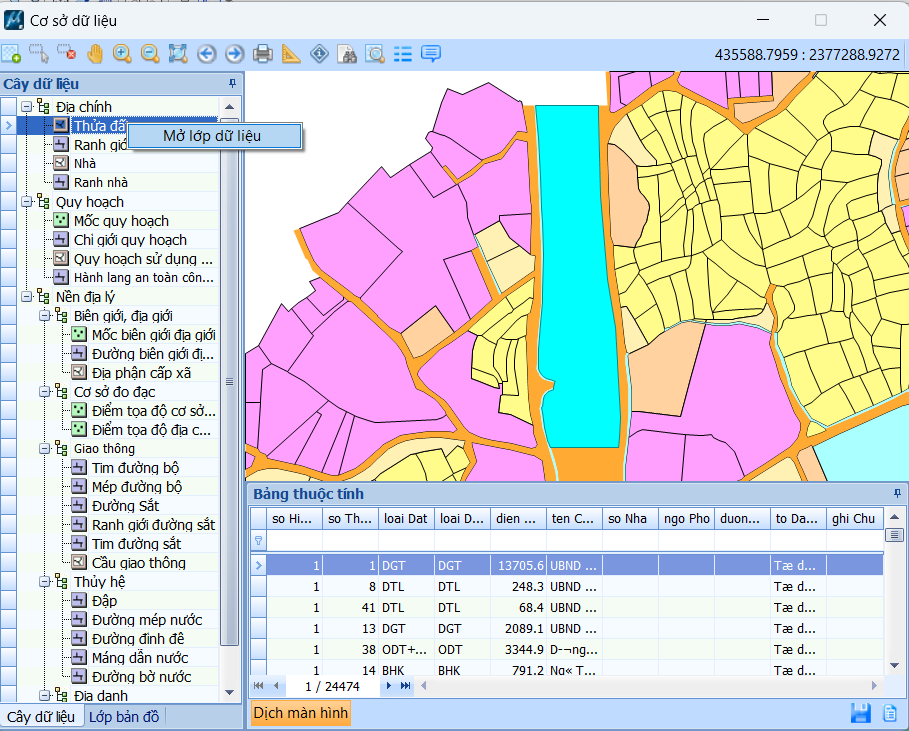 Cơ sở dữ liệu
435588.7959 : 2377288.9272
Cây dữ liệu
Địa chính
Thửa đất
Mở lớp dữ liệu
Ranh giớ
Nhà
Ranh nhà
Quy hoạch
Mốc quy hoạch
Chỉ giới quy hoạch
Quy hoạch sử dụng ...
Hành lang an toàn côn...
Nền địa lý
Biên giới, địa giới
Mốc biên giới địa giới
Đường biên giới đị...
Địa phận cấp xã
Cơ sở đo đạc
Điểm tọa độ cơ sở...
Điểm tọa độ địa c...
Giao thông
Tim đường bộ
Mép đường bộ
Đường Sắt
Ranh giới đường sắt
Tim đường sắt
Cầu giao thông
Thủy hệ
Đập
Đường mép nước
Đường đỉnh đê
Máng dẫn nước
Đường bờ nước
Địa danh
Cây dữ liệu Lớp bản đồ
Bảng thuộc tính
so Hi... so Th... loai Dat loai D... dien ... ten C... so Nha ngo Pho duon... to Da... ghi Chu
1 1 DGT DGT 13705.6 UBND ... Tæ d...
1 8 DTL DTL 248.3 UBND ... Tæ d...
1 41 DTL DTL 68.4 UBND ... Tæ d...
1 13 DGT DGT 2089.1 UBND ... Tæ d...
1 38 ODT+... ODT 3344.9 D-¬ng... Tæ d...
1 14 BHK BHK 791.2 Ng« T... Tæ d...
1 / 24474
Dịch màn hình